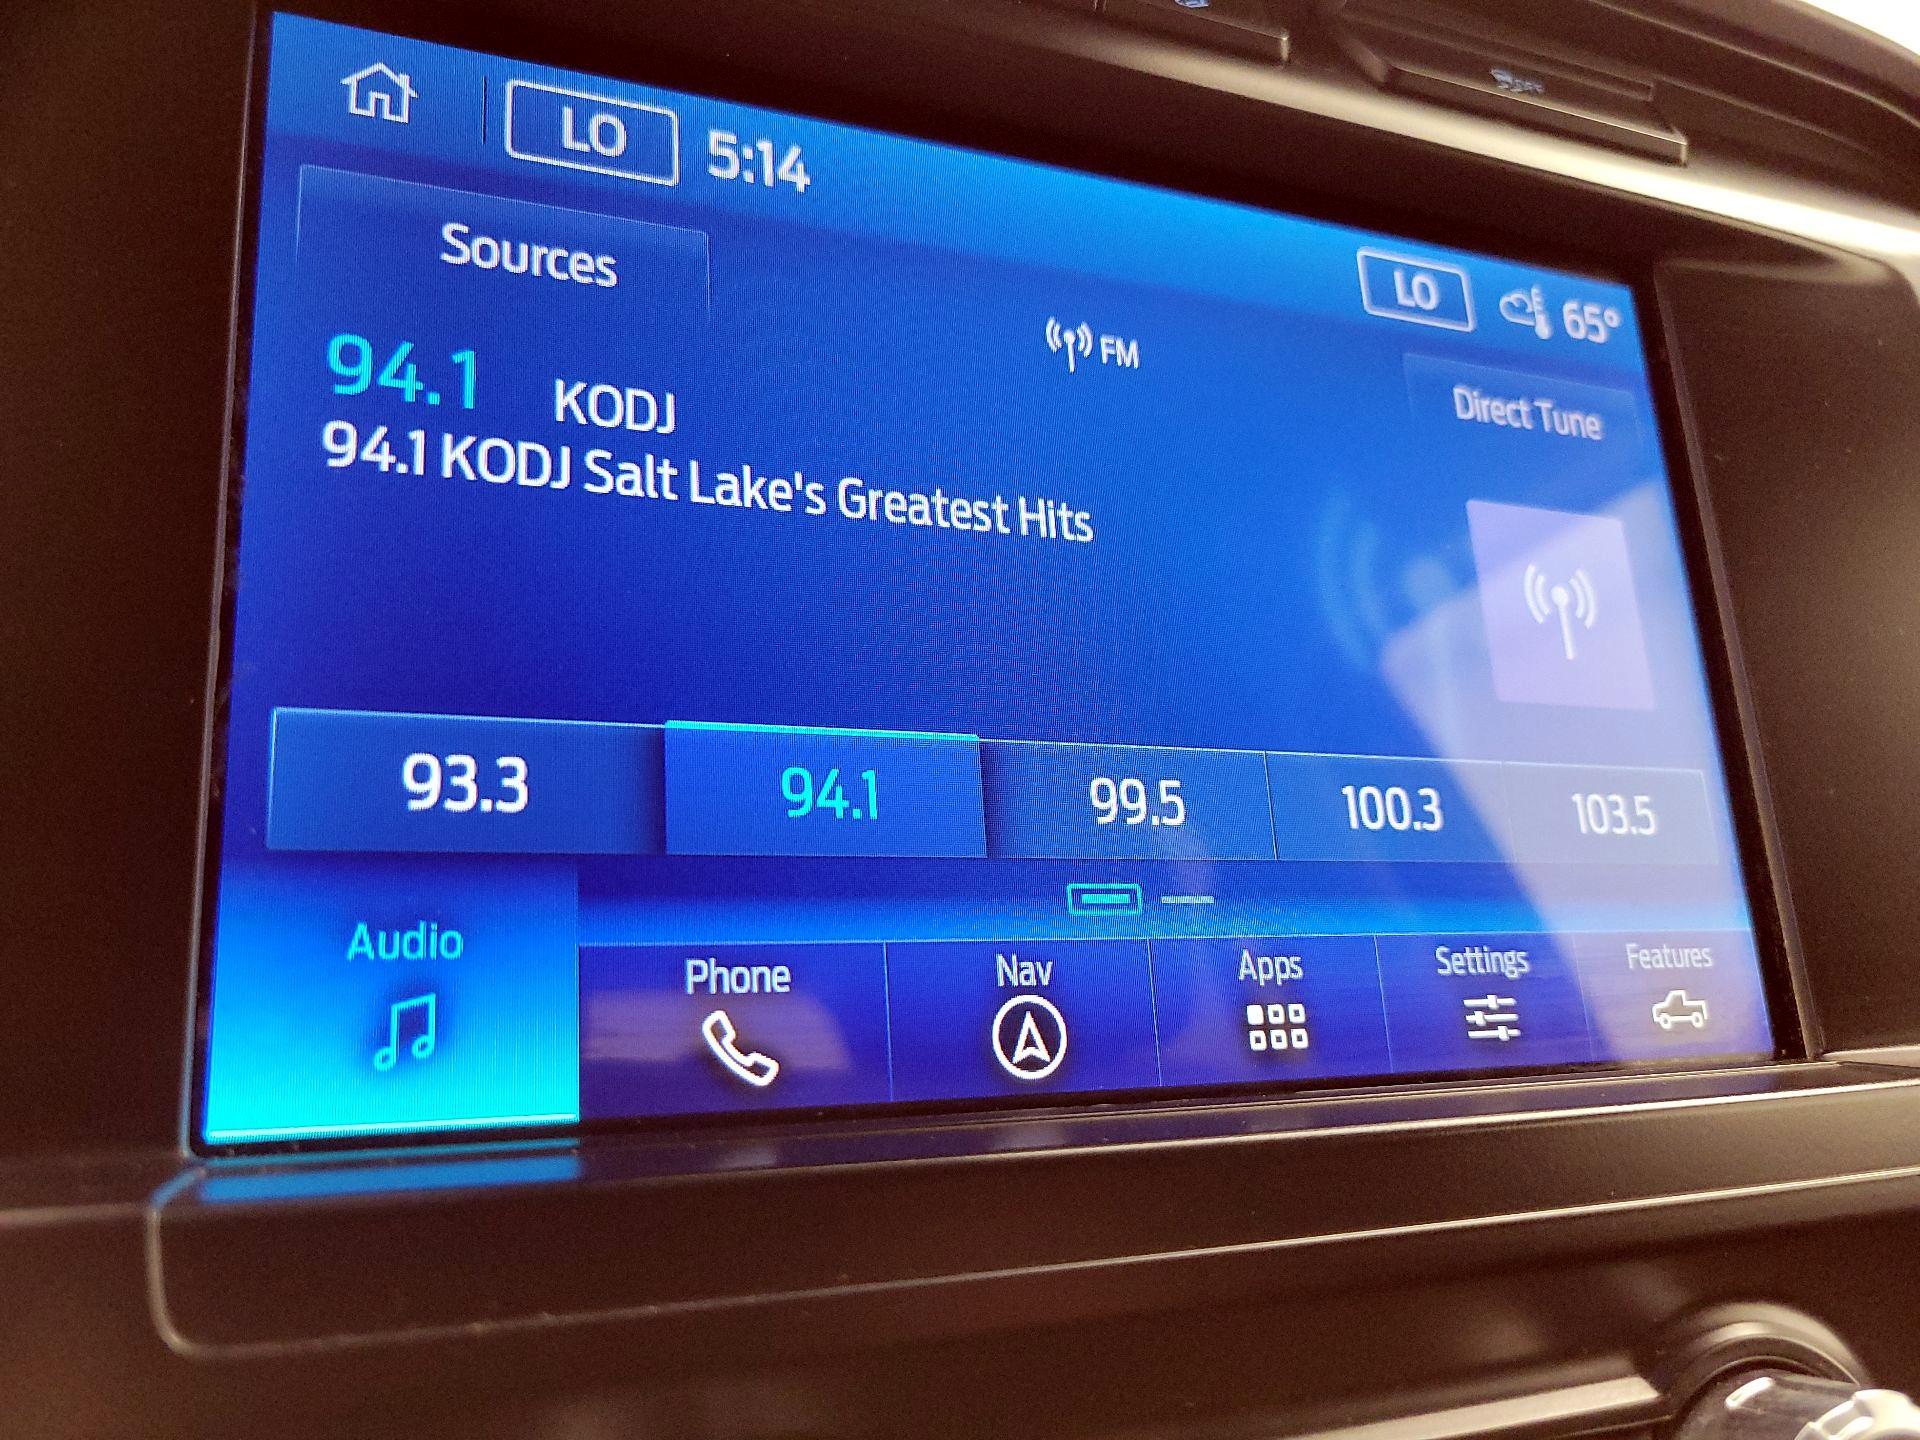 LO 5:14
LO 65°
Sources
FM
Direct Tune
94.1 KODJ
94.1 KODJ Salt Lake's Greatest Hits
93.3 94.1 99.5 100.3 103.5
Audio Phone Nav Apps Settings Features